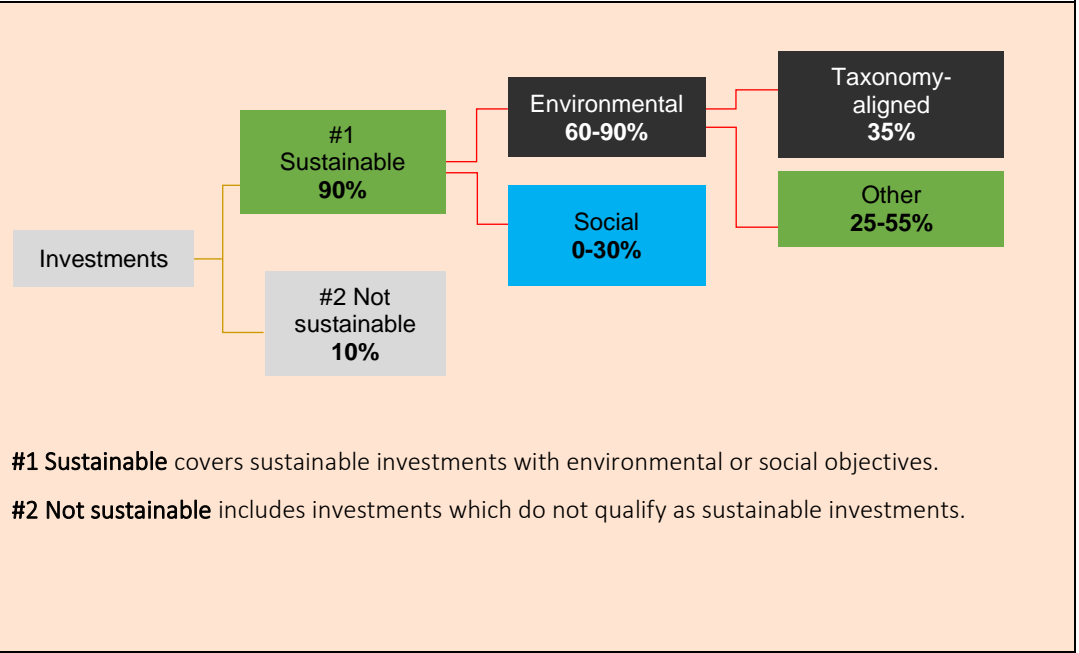 Investments
#1
Sustainable
90%
#2 Not
sustainable
10%
Environmental
60-90%
Social
0-30%
Taxonomy-
aligned
35%
Other
25-55%
#1 Sustainable covers sustainable investments with environmental or social objectives.
#2 Not sustainable includes investments which do not qualify as sustainable investments.